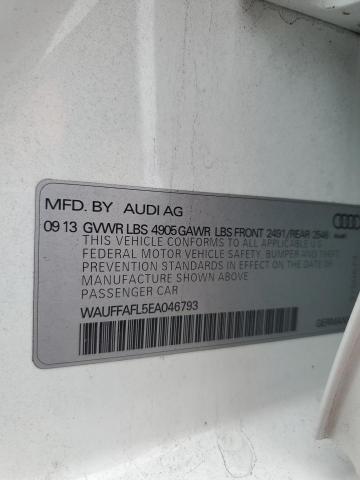 MFD. BY AUDI AG
09 13 GVWR LBS 4905 GAWR LBS FRONT 2491/REAR 2546
THIS VEHICLE CONFORMS TO ALL APPLICABLE U.S.
FEDERAL MOTOR VEHICLE SAFETY, BUMPER, AND THEFT
PREVENTION STANDARDS IN EFFECT ON THE DATE OF
MANUFACTURE SHOWN ABOVE.
PASSENGER CAR
WAUFFAFL5EA046793
GERMANY